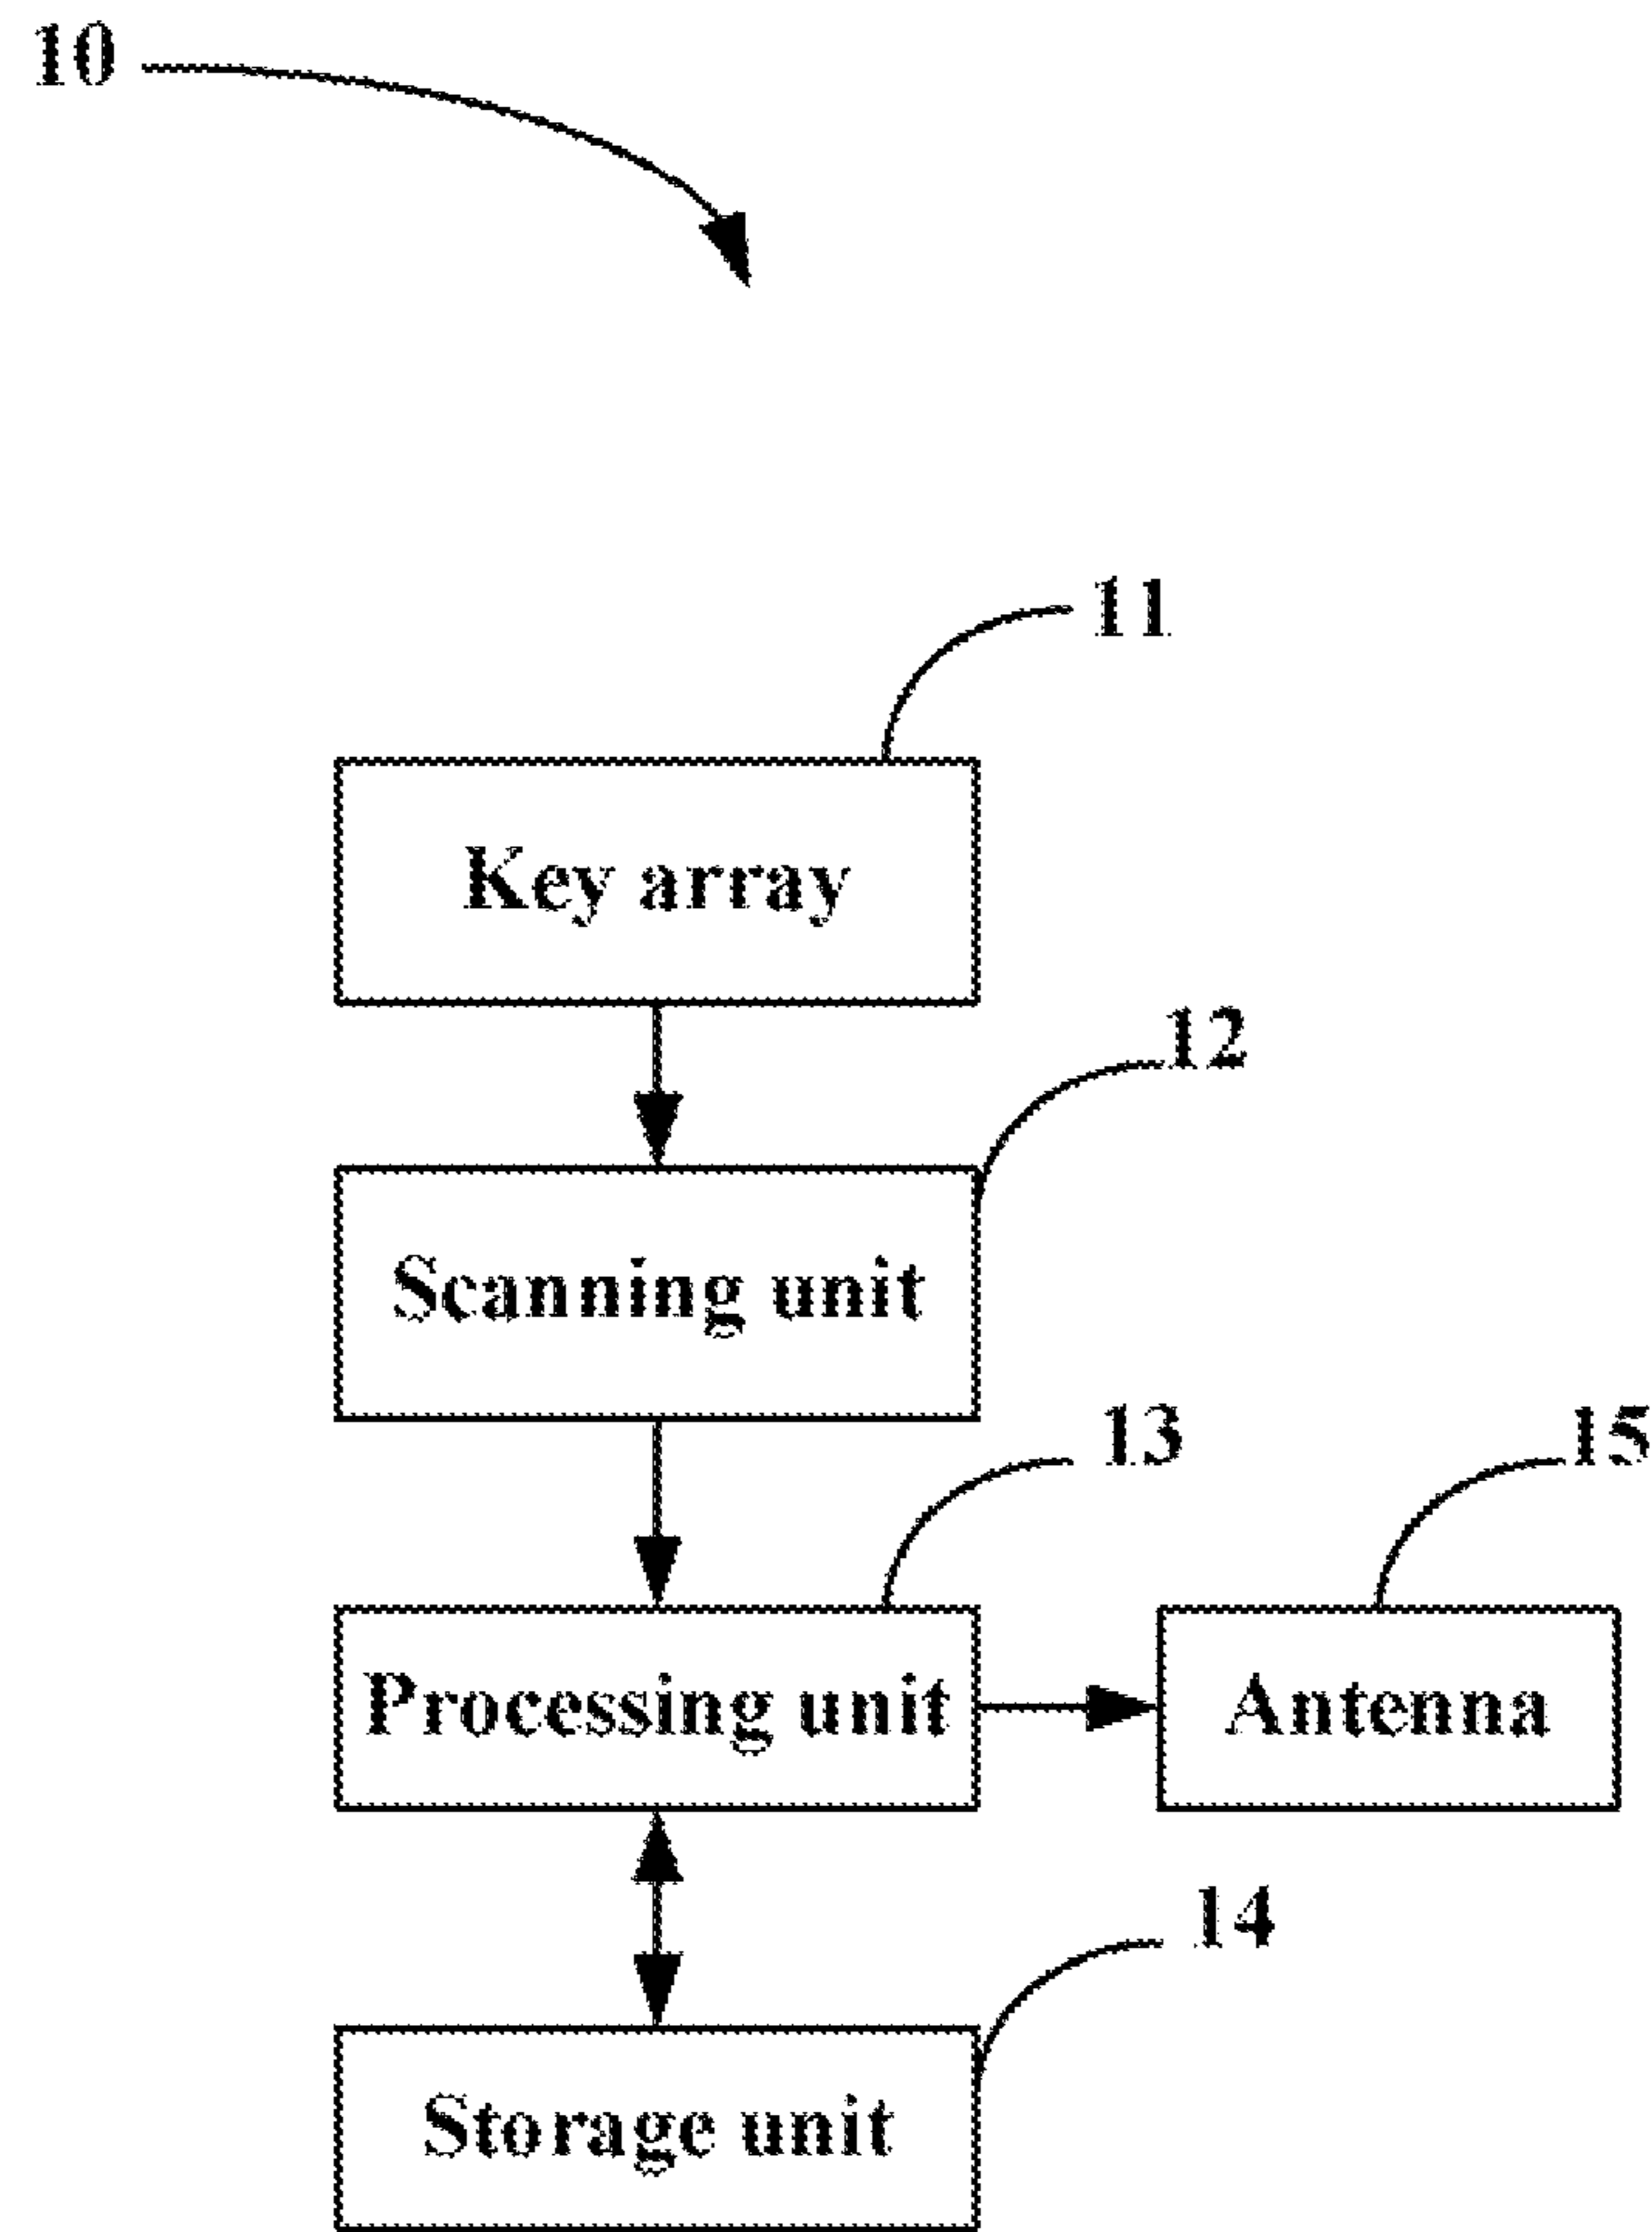 10
11
Key array
12
Scanning unit
13
15
Processing unit
Antenna
14
Storage unit